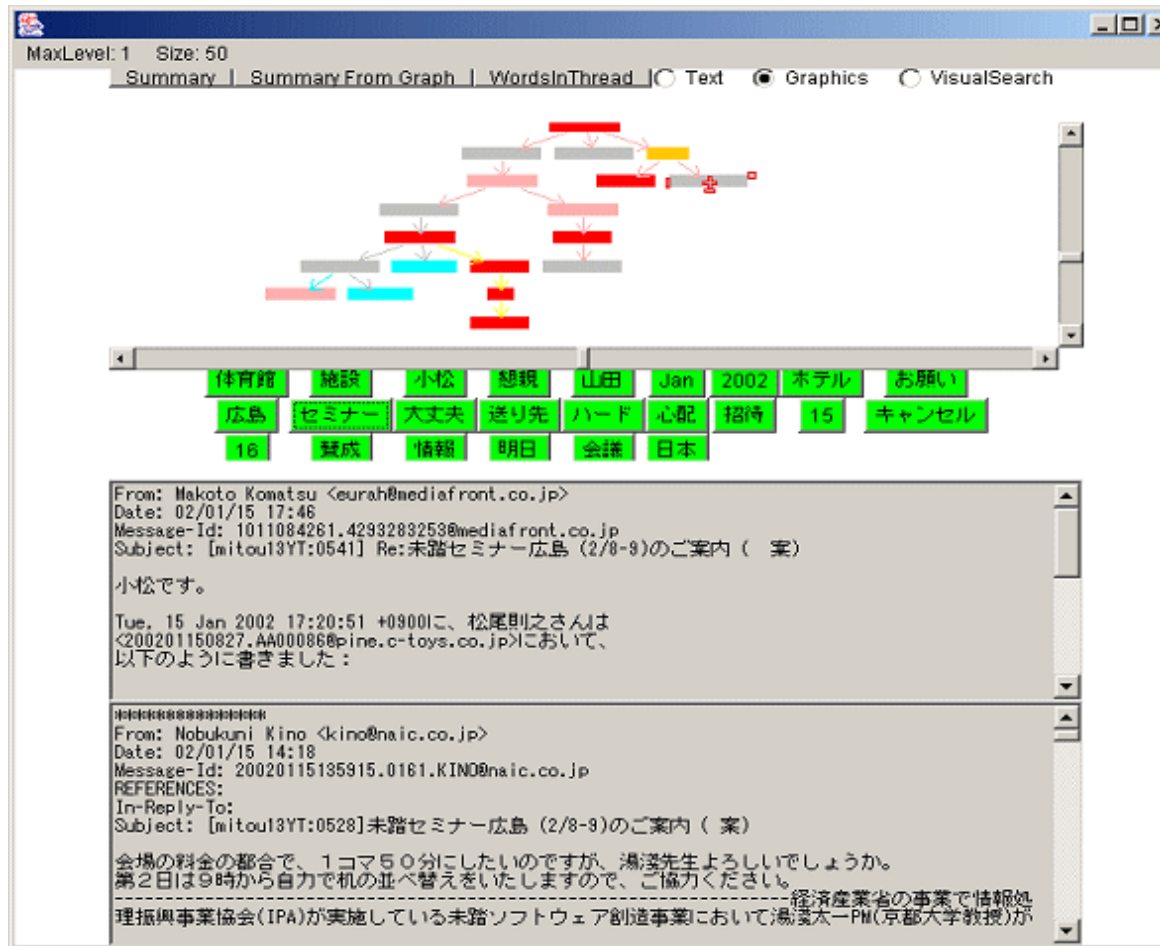 MaxLevel: 1 Size: 50
Summary | Summary From Graph | WordsInThread | Text Graphics VisualSearch
体育館 施設 小松 懇親 山田 Jan 2002 ホテル お願い
広島 セミナー 大丈夫 送り先 ハード 心配 招待 15 キャンセル
16 賛成 情報 明日 会議 日本
From: Makoto Komatsu <eurah@mediafront.co.jp>
Date: 02/01/15 17:46
Message-Id: 1011084261.4293283253@mediafront.co.jp
Subject: [mitou13YT:0541] Re:未踏セミナー広島 (2/8-9)のご案内 (　案)
小松です。
Tue, 15 Jan 2002 17:20:51 +0900に、松尾則之さんは
<200201150827.AA00086@pine.c-toys.co.jp>において、
以下のように書きました：
****************
From: Nobukuni Kino <kino@naic.co.jp>
Date: 02/01/15 14:18
Message-Id: 20020115135915.0161.KINO@naic.co.jp
REFERENCES:
In-Reply-To:
Subject: [mitou13YT:0528]未踏セミナー広島 (2/8-9)のご案内 ( 案)
会場の料金の都合で、１コマ５０分にしたいのですが、湯淺先生よろしいでしょうか。
第２日は９時から自力で机の並べ替えをいたしますので、ご協力ください。
----------------------------------------------------------------経済産業省の事業で情報処
理振興事業協会(IPA)が実施している未踏ソフトウェア創造事業において湯淺太一PM(京都大学教授)が